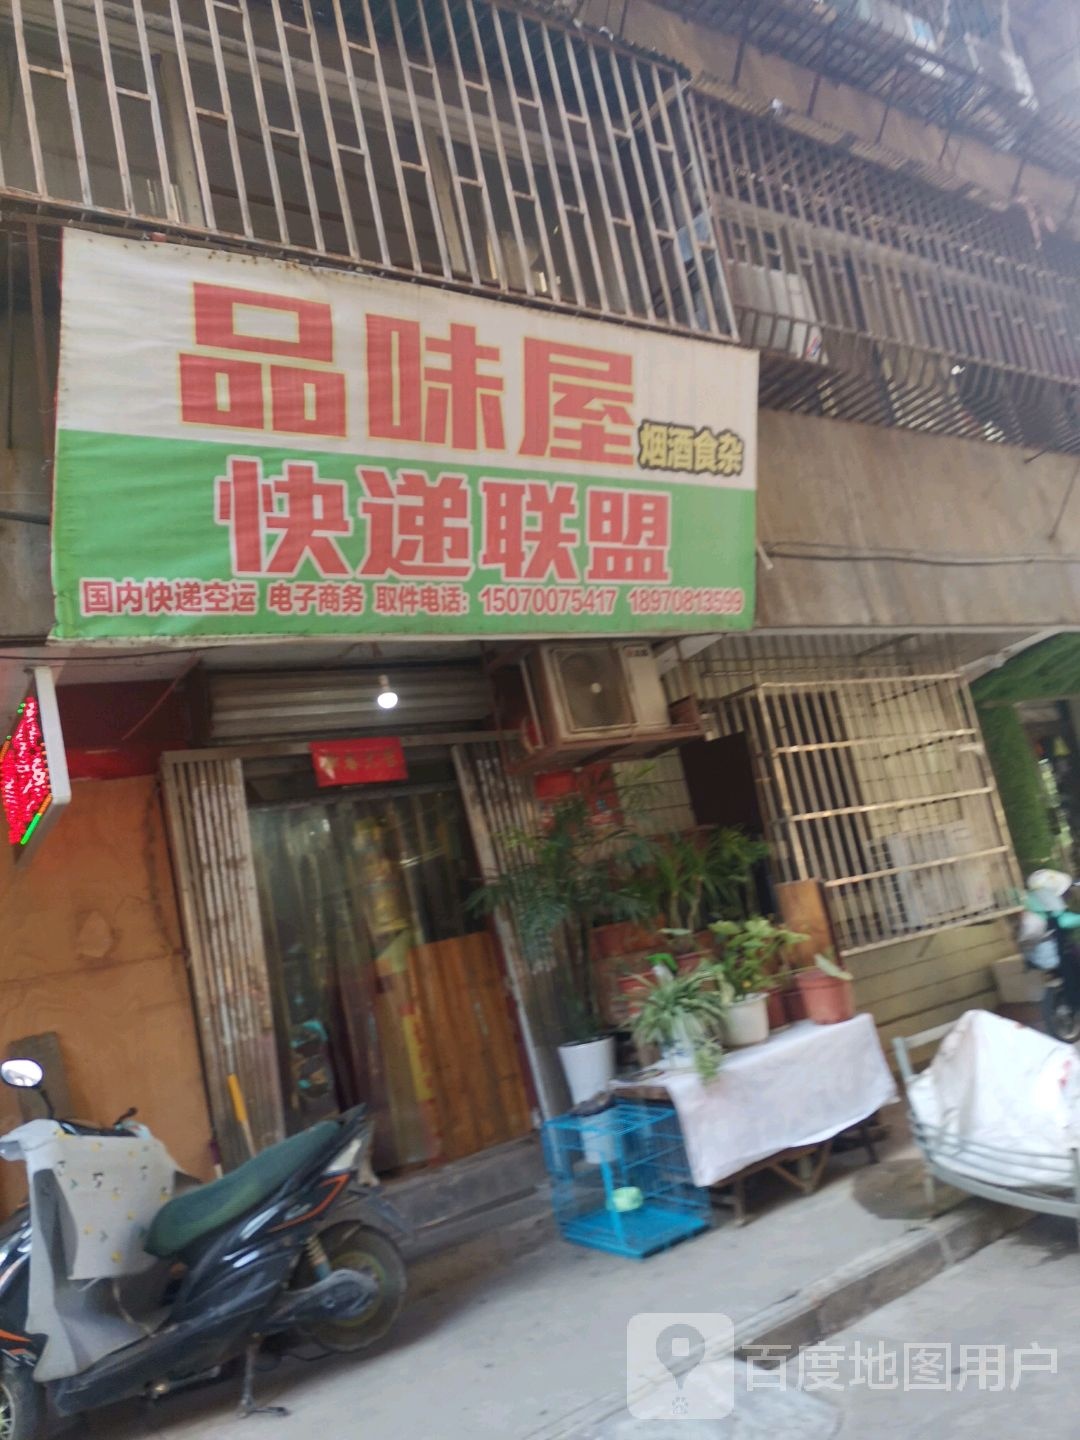 品味屋 烟酒食杂
快递联盟
国内快递空运 电子商务 取件电话: 15070075417 18970813599
百度地图用户